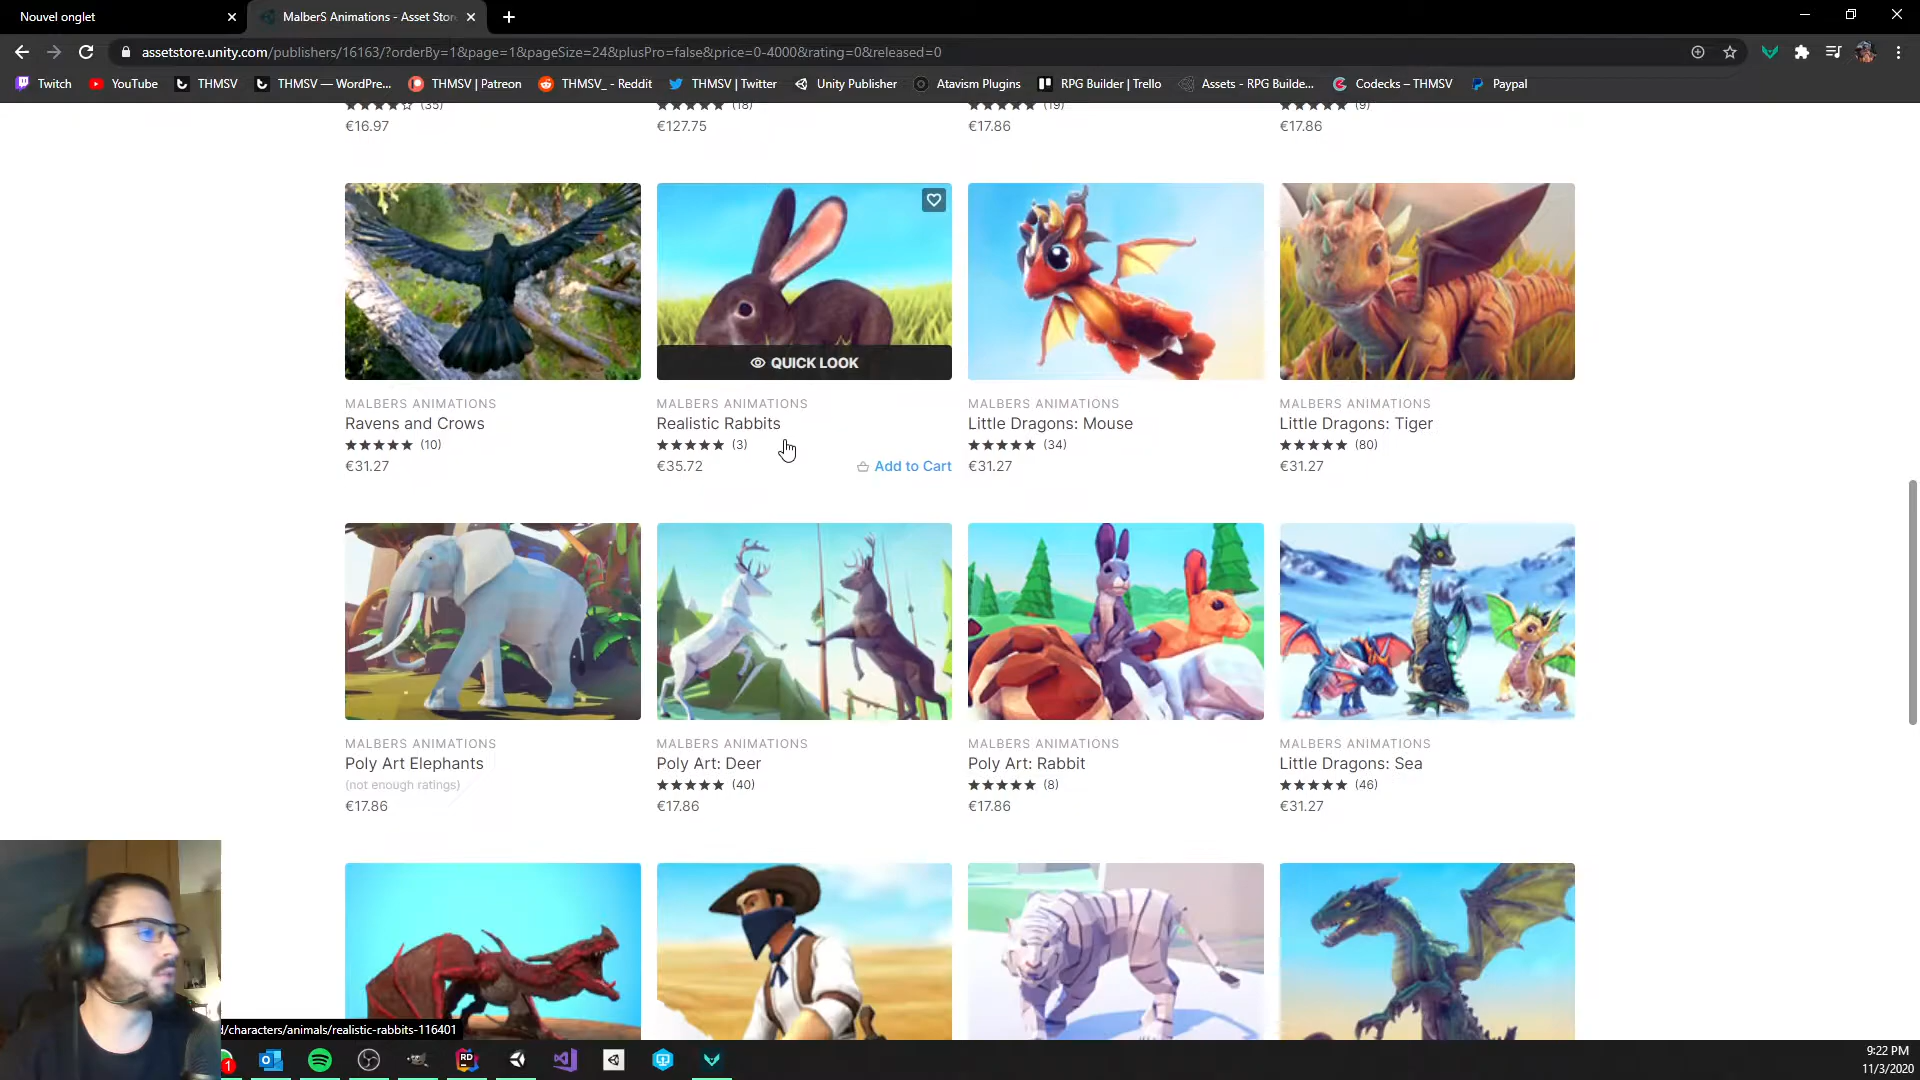 Nouvel onglet
MalberS Animations - Asset Stor
assetstore.unity.com/publishers/16163/?orderBy=1&page=1&pageSize=24&plusPro=false&price=0-4000&rating=0&released=0
Twitch YouTube THMSV THMSV — WordPre... THMSV | Patreon THMSV_ - Reddit THMSV | Twitter Unity Publisher Atavism Plugins RPG Builder | Trello Assets - RPG Builde... Codecks – THMSV Paypal
(35) (18) (19) (9)
€16.97 €127.75 €17.86 €17.86
QUICK LOOK
MALBERS ANIMATIONS MALBERS ANIMATIONS MALBERS ANIMATIONS MALBERS ANIMATIONS
Ravens and Crows Realistic Rabbits Little Dragons: Mouse Little Dragons: Tiger
(10) (3) (34) (80)
€31.27 €35.72 Add to Cart €31.27 €31.27
MALBERS ANIMATIONS MALBERS ANIMATIONS MALBERS ANIMATIONS MALBERS ANIMATIONS
Poly Art Elephants Poly Art: Deer Poly Art: Rabbit Little Dragons: Sea
(not enough ratings) (40) (8) (46)
€17.86 €17.86 €17.86 €31.27
d/characters/animals/realistic-rabbits-116401
1
RD
9:22 PM
11/3/2020